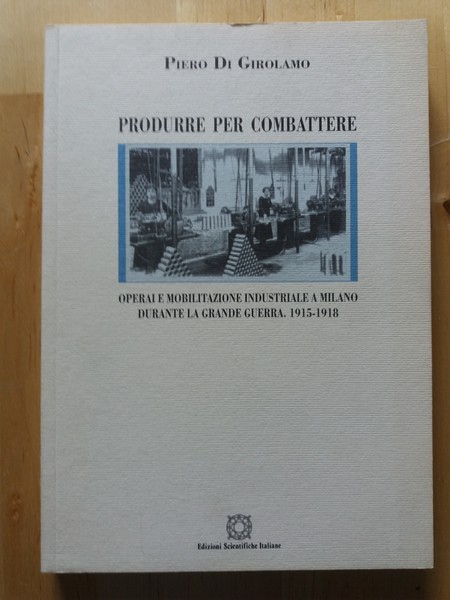 PIERO DI GIROLAMO
PRODURRE PER COMBATTERE
OPERAI E MOBILITAZIONE INDUSTRIALE A MILANO
DURANTE LA GRANDE GUERRA. 1915-1918
Edizioni Scientifiche Italiane